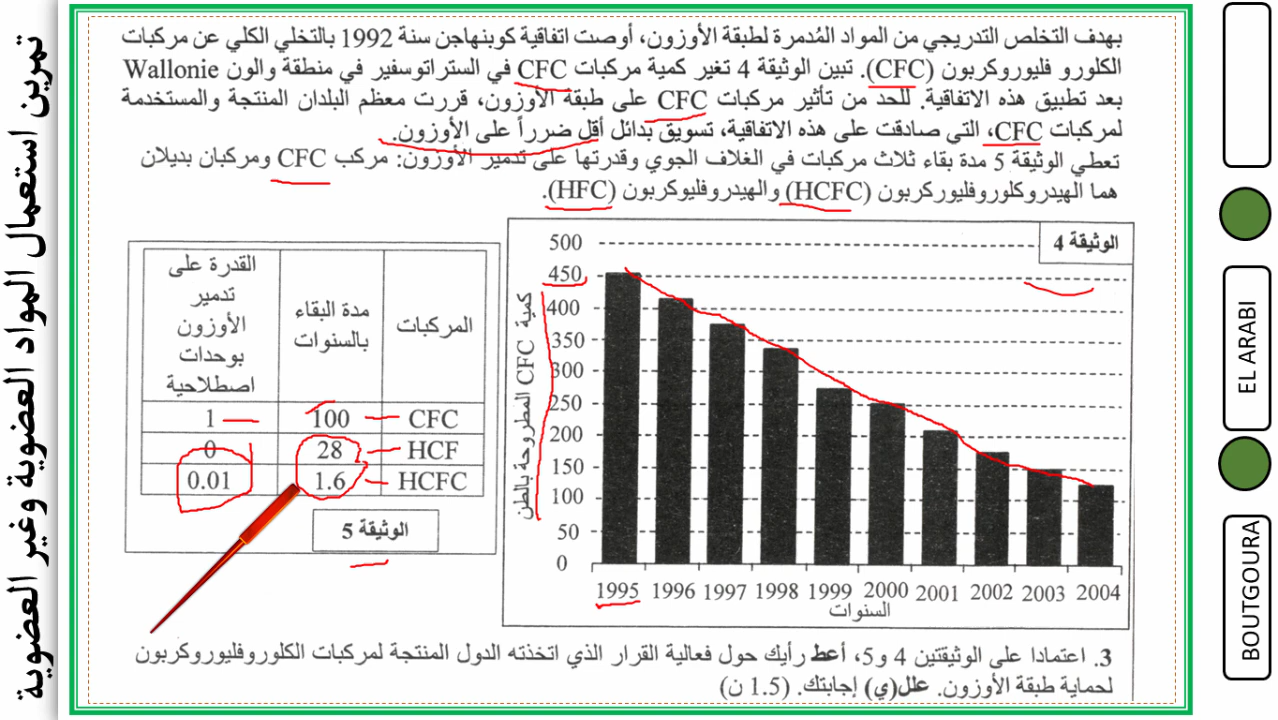 تمرين استعمال المواد العضوية وغير العضوية
بهدف التخلص التدريجي من المواد المُدمرة لطبقة الأوزون، أوصت اتفاقية كوبنهاجن سنة 1992 بالتخلي الكلي عن مركبات
الكلورو فليوروكربون (CFC). تبين الوثيقة 4 تغير كمية مركبات CFC في الستراتوسفير في منطقة والون Wallonie
بعد تطبيق هذه الاتفاقية. للحد من تأثير مركبات CFC على طبقة الأوزون، قررت معظم البلدان المنتجة والمستخدمة
لمركبات CFC، التي صادقت على هذه الاتفاقية، تسويق بدائل أقل ضرراً على الأوزون.
تعطي الوثيقة 5 مدة بقاء ثلاث مركبات في الغلاف الجوي وقدرتها على تدمير الأوزون: مركب CFC ومركبان بديلان
هما الهيدروكلوروفليوركربون (HCFC) والهيدروفليوكربون (HFC).
الوثيقة 4
كمية CFC المطروحة بالطن
500
450
400
350
300
250
200
150
100
50
0
1995 1996 1997 1998 1999 2000 2001 2002 2003 2004
السنوات
المركبات
مدة البقاء
بالسنوات
القدرة على
تدمير
الأوزون
بوحدات
اصطلاحية
CFC 100 1
HCF 28 0
HCFC 1.6 0.01
الوثيقة 5
3. اعتمادا على الوثيقتين 4 و5، أعط رأيك حول فعالية القرار الذي اتخذته الدول المنتجة لمركبات الكلوروفليوروكربون
لحماية طبقة الأوزون. علل(ي) إجابتك. (1.5 ن)
EL ARABI
BOUTGOURA